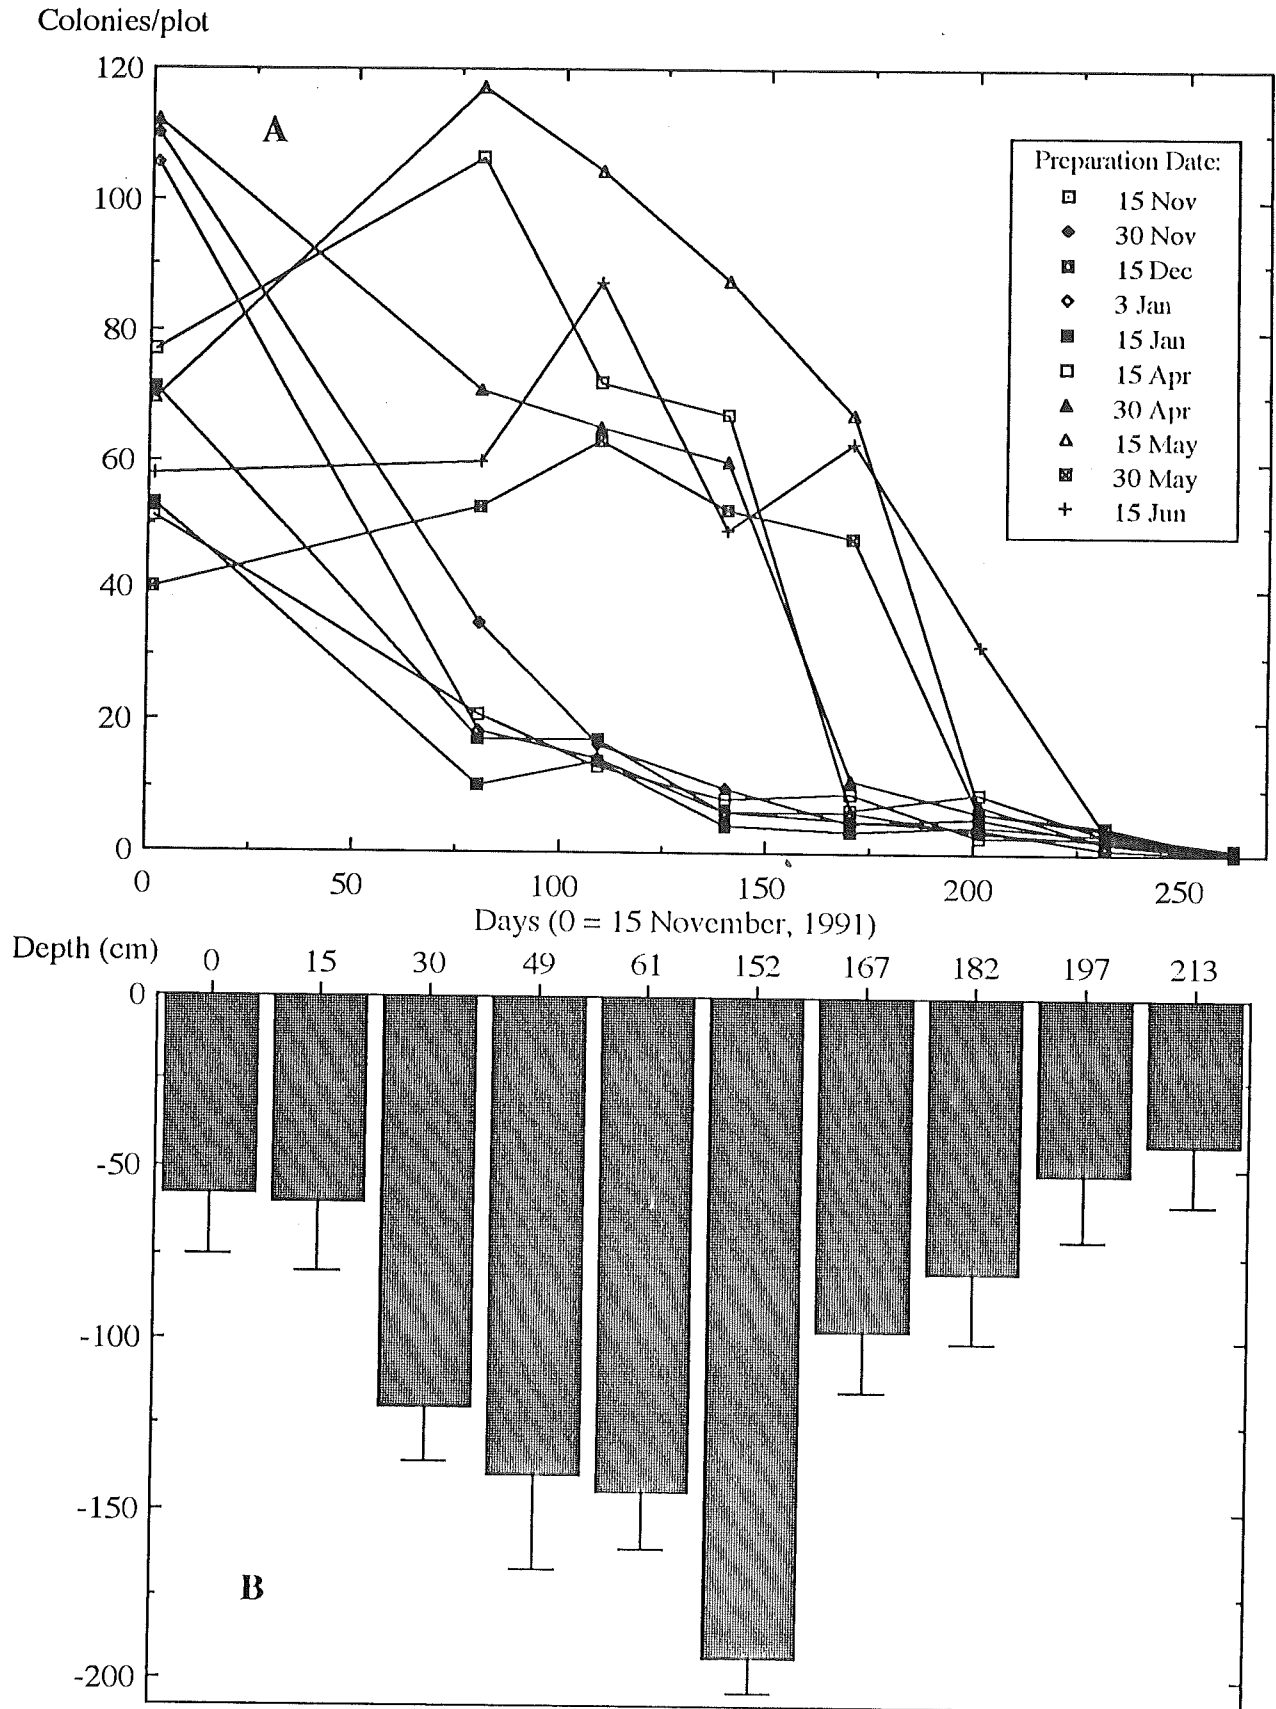 Colonies/plot
120
A
100
80
60
40
20
0
Preparation Date:
15 Nov
30 Nov
15 Dec
3 Jan
15 Jan
15 Apr
30 Apr
15 May
30 May
15 Jun
0 50 100 150 200 250
Days (0 = 15 November, 1991)
Depth (cm) 0 15 30 49 61 152 167 182 197 213
0
-50
-100
-150
B
-200